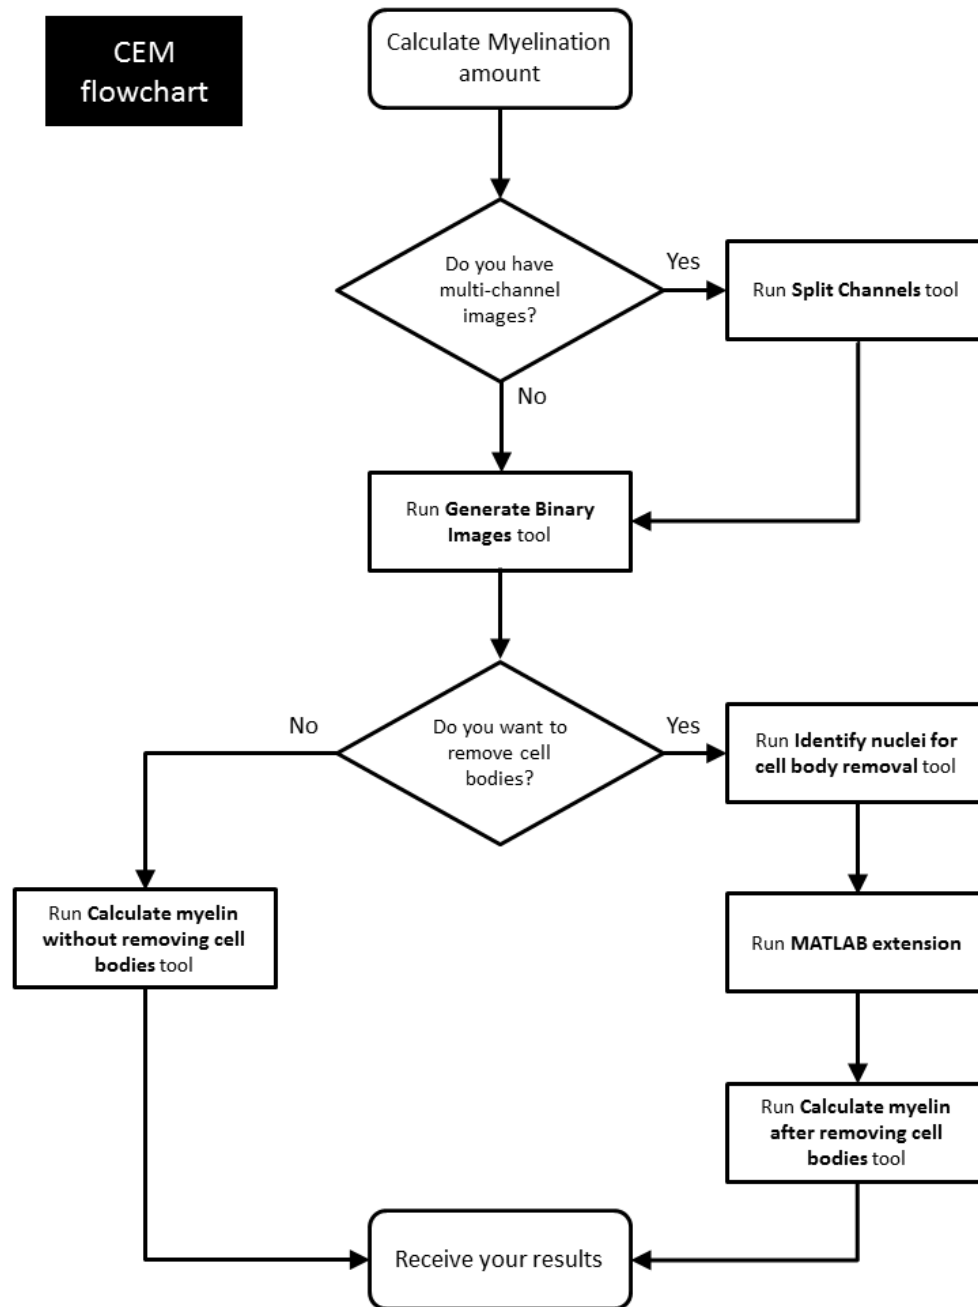 CEM
flowchart
Calculate Myelination
amount
Do you have
multi-channel
images?
Yes
Run Split Channels tool
No
Run Generate Binary
Images tool
No
Do you want to
remove cell
bodies?
Yes
Run Identify nuclei for
cell body removal tool
Run Calculate myelin
without removing cell
bodies tool
Run MATLAB extension
Run Calculate myelin
after removing cell
bodies tool
Receive your results